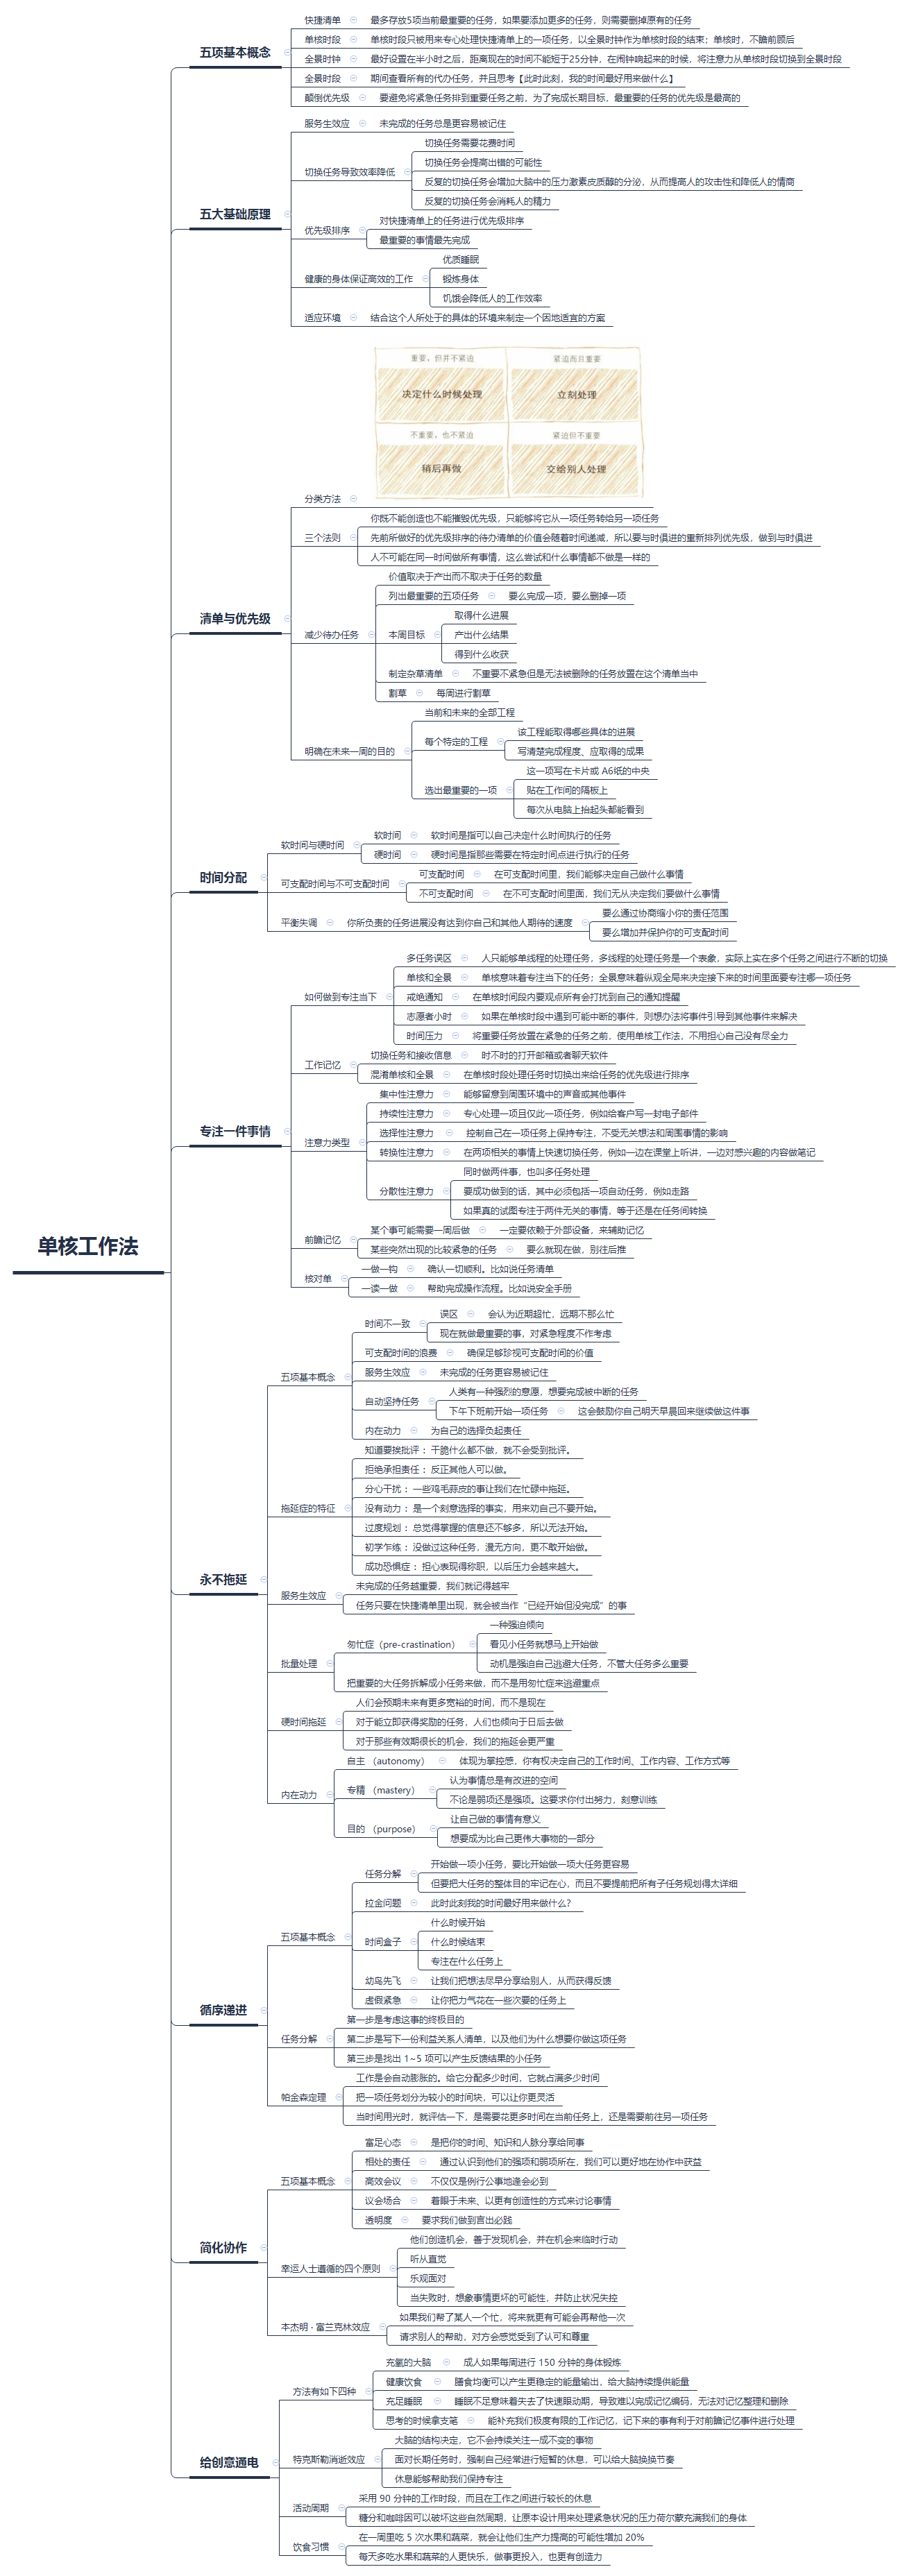 单核工作法
五项基本概念
快捷清单
最多存放5项当前最重要的任务，如果要添加更多的任务，则需要删掉原有的任务
单核时段
单核时段只被用来专心处理快捷清单上的一项任务，以全景时钟作为单核时段的结束；单核时，不瞻前顾后
全景时钟
最好设置在半小时之后，距离现在的时间不能短于25分钟，在闹钟响起来的时候，将注意力从单核时段切换到全景时段
全景时段
期间查看所有的代办任务，并且思考【此时此刻，我的时间最好用来做什么】
颠倒优先级
要避免将紧急任务排到重要任务之前，为了完成长期目标，最重要的任务的优先级是最高的
五大基础原理
服务生效应
未完成的任务总是更容易被记住
切换任务导致效率降低
切换任务需要花费时间
切换任务会提高出错的可能性
反复的切换任务会增加大脑中的压力激素皮质醇的分泌，从而提高人的攻击性和降低人的情商
反复的切换任务会消耗人的精力
优先级排序
对快捷清单上的任务进行优先级排序
最重要的事情最先完成
健康的身体保证高效的工作
优质睡眠
锻炼身体
饥饿会降低人的工作效率
适应环境
结合这个人所处于的具体的环境来制定一个因地适宜的方案
清单与优先级
分类方法
重要，但并不紧迫
决定什么时候处理
紧迫而且重要
立刻处理
不重要，也不紧迫
稍后再做
紧迫但不重要
交给别人处理
三个法则
你既不能创造也不能摧毁优先级，只能够将它从一项任务转给另一项任务
先前所做好的优先级排序的待办清单的价值会随着时间递减，所以要与时俱进的重新排列优先级，做到与时俱进
人不可能在同一时间做所有事情，这么尝试和什么事情都不做是一样的
减少待办任务
价值取决于产出而不取决于任务的数量
列出最重要的五项任务
要么完成一项，要么删掉一项
本周目标
取得什么进展
产出什么结果
得到什么收获
制定杂草清单
不重要不紧急但是无法被删除的任务放置在这个清单当中
割草
每周进行割草
明确在未来一周的目的
当前和未来的全部工程
每个特定的工程
该工程能取得哪些具体的进展
写清楚完成程度、应取得的成果
选出最重要的一项
这一项写在卡片或 A6纸的中央
贴在工作间的隔板上
每次从电脑上抬起头都能看到
时间分配
软时间与硬时间
软时间
软时间是指可以自己决定什么时间执行的任务
硬时间
硬时间是指那些需要在特定时间点进行执行的任务
可支配时间与不可支配时间
可支配时间
在可支配时间里，我们能够决定自己做什么事情
不可支配时间
在不可支配时间里面，我们无从决定我们要做什么事情
平衡失调
你所负责的任务进展没有达到你自己和其他人期待的速度
要么通过协商缩小你的责任范围
要么增加并保护你的可支配时间
专注一件事情
如何做到专注当下
多任务误区
人只能够单线程的处理任务，多线程的处理任务是一个表象，实际上实在多个任务之间进行不断的切换
单核和全景
单核意味着专注当下的任务；全景意味着纵观全局来决定接下来的时间里面要专注哪一项任务
戒绝通知
在单核时间段内要观点所有会打扰到自己的通知提醒
志愿者小时
如果在单核时段中遇到可能中断的事件，则想办法将事件引导到其他事来解决
时间压力
将重要任务放置在紧急的任务之前，使用单核工作法，不用担心自己没有尽全力
工作记忆
切换任务和接收信息
时不时的打开邮箱或者聊天软件
混淆单核和全景
在单核时段处理任务时切换出来给任务的优先级进行排序
注意力类型
集中性注意力
能够留意到周围环境中的声音或其他事件
持续性注意力
专心处理一项且仅此一项任务，例如给客户写一封电子邮件
选择性注意力
控制自己在一项任务上保持专注，不受无关想法和周围事情的影响
转换性注意力
在两项相关的事情上快速切换任务，例如一边在课堂上听讲，一边对感兴趣的内容做笔记
分散性注意力
同时做两件事，也叫多任务处理
要成功做到的话，其中必须包括一项自动任务，例如走路
如果真的试图专注于两件无关的事情，等于还是在任务间转换
前瞻记忆
某个事可能需要一周后做
一定要依赖于外部设备，来辅助记忆
某些突然出现的比较紧急的任务
要么就现在做，别往后推
核对单
一做一钩
确认一切顺利。比如说任务清单
一读一做
帮助完成操作流程。比如说安全手册
永不拖延
五项基本概念
时间不一致
误区
会认为近期超忙，远期不那么忙
现在就做最重要的事，对紧急程度不作考虑
可支配时间的浪费
确保足够珍视可支配时间的价值
服务生效应
未完成的任务更容易被记住
自动坚持任务
人类有一种强烈的意愿，想要完成被中断的任务
下午下班前开始一项任务
这会鼓励你自己明天早晨回来继续做这件事
内在动力
为自己的选择负起责任
拖延症的特征
知道要挨批评 ：干脆什么都不做，就不会受到批评。
拒绝承担责任 ：反正其他人可以做。
分心干扰 ：一些鸡毛蒜皮的事让我们在忙碌中拖延。
没有动力 ：是一个刻意选择的事实，用来劝自己不要开始。
过度规划 ：总觉得掌握的信息还不够多，所以无法开始。
初学乍练 ：没做过这种任务，漫无方向，更不敢开始做。
成功恐惧症 ：担心表现得称职，以后压力会越来越大。
服务生效应
未完成的任务越重要，我们就记得越牢
任务只要在快捷清单里出现，就会被当作“已经开始但没完成”的事
批量处理
匆忙症（pre-crastination）
一种强迫倾向
看见小任务就想马上开始做
动机是强迫自己逃避大任务，不管大任务多么重要
把重要的大任务拆解成小任务来做，而不是用匆忙症来逃避重点
硬时间拖延
人们会预期未来有更多宽裕的时间，而不是现在
对于能立即获得奖励的任务，人们也倾向于日后去做
对于那些有效期很长的机会，我们的拖延会更严重
内在动力
自主 （autonomy）
体现为掌控感，你有权决定自己的工作时间、工作内容、工作方式等
专精 （mastery）
认为事情总是有改进的空间
不论是弱项还是强项。这要求你付出努力，刻意训练
目的 （purpose）
让自己做的事情有意义
想要成为比自己更伟大事物的一部分
循序递进
五项基本概念
任务分解
开始做一项小任务，要比开始做一项大任务更容易
但要把大任务的整体目的牢记在心，而且不要提前把所有子任务规划得太详细
拉金问题
此时此刻我的时间最好用来做什么？
时间盒子
什么时候开始
什么时候结束
专注在什么任务上
幼鸟先飞
让我们把想法尽早分享给别人，从而获得反馈
虚假紧急
让你把力气花在一些次要的任务上
任务分解
第一步是考虑这事的终极目的
第二步是写下一份利益关系人清单，以及他们为什么想要你做这项任务
第三步是找出 1~5 项可以产生反馈结果的小任务
帕金森定理
工作是会自动膨胀的。给它分配多少时间，它就占满多少时间
把一项任务划分为较小的时间块，可以让你更灵活
当时间用光时，就评估一下，是需要花更多时间在当前任务上，还是需要前往另一项任务
简化协作
五项基本概念
富足心态
是把你的时间、知识和人脉分享给同事
相处的责任
通过认识到他们的强项和弱项所在，我们可以更好地在协作中获益
高效会议
不仅仅是例行公事地逢会必到
议会场合
着眼于未来、以更有创造性的方式来讨论事情
透明度
要求我们做到言出必践
幸运人士遵循的四个原则
他们创造机会，善于发现机会，并在机会来临时行动
听从直觉
乐观面对
当失败时，想象事情更坏的可能性，并防止状况失控
本杰明 · 富兰克林效应
如果我们帮了某人一个忙，将来就更有可能会再帮他一次
请求别人的帮助，对方会感觉受到了认可和尊重
给创意通电
方法有如下四种
充氧的大脑
成人如果每周进行 150 分钟的身体锻炼
健康饮食
膳食均衡可以产生更稳定的能量输出，给大脑持续提供能量
充足睡眠
睡眠不足意味着失去了快速眼动期，导致难以完成记忆编码，无法对记忆整理和删除
思考的时候拿支笔
能补充我们极度有限的工作记忆，记下来的事有利于对前瞻记忆事件进行处理
特克斯勒消逝效应
大脑的结构决定，它不会持续关注一成不变的事物
面对长期任务时，强制自己经常进行短暂的休息，可以给大脑换换节奏
休息能够帮助我们保持专注
活动周期
采用 90 分钟的工作时段，而且在工作之间进行较长的休息
糖分和咖啡因可以破坏这些自然周期，让原本设计用来处理紧急状况的压力荷尔蒙充满我们的身体
饮食习惯
在一周里吃 5 次水果和蔬菜，就会让他们生产力提高的可能性增加 20%
每天多吃水果和蔬菜的人更快乐，做事更投入，也更有创造力